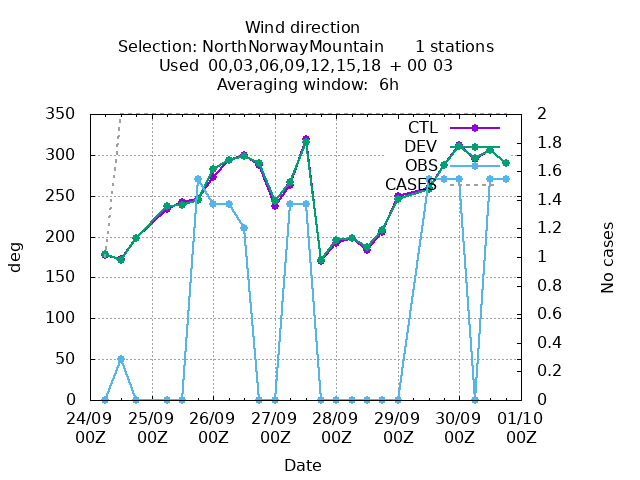 Wind direction
Selection: NorthNorwayMountain 1 stations
Used 00,03,06,09,12,15,18 + 00 03
Averaging window: 6h
350
300
250
200
150
100
50
0
deg
2
1.8
1.6
1.4
1.2
1
0.8
0.6
0.4
0.2
0
No cases
CTL
DEV
OBS
CASES
24/09 25/09 26/09 27/09 28/09 29/09 30/09 01/10
00Z 00Z 00Z 00Z 00Z 00Z 00Z 00Z
Date